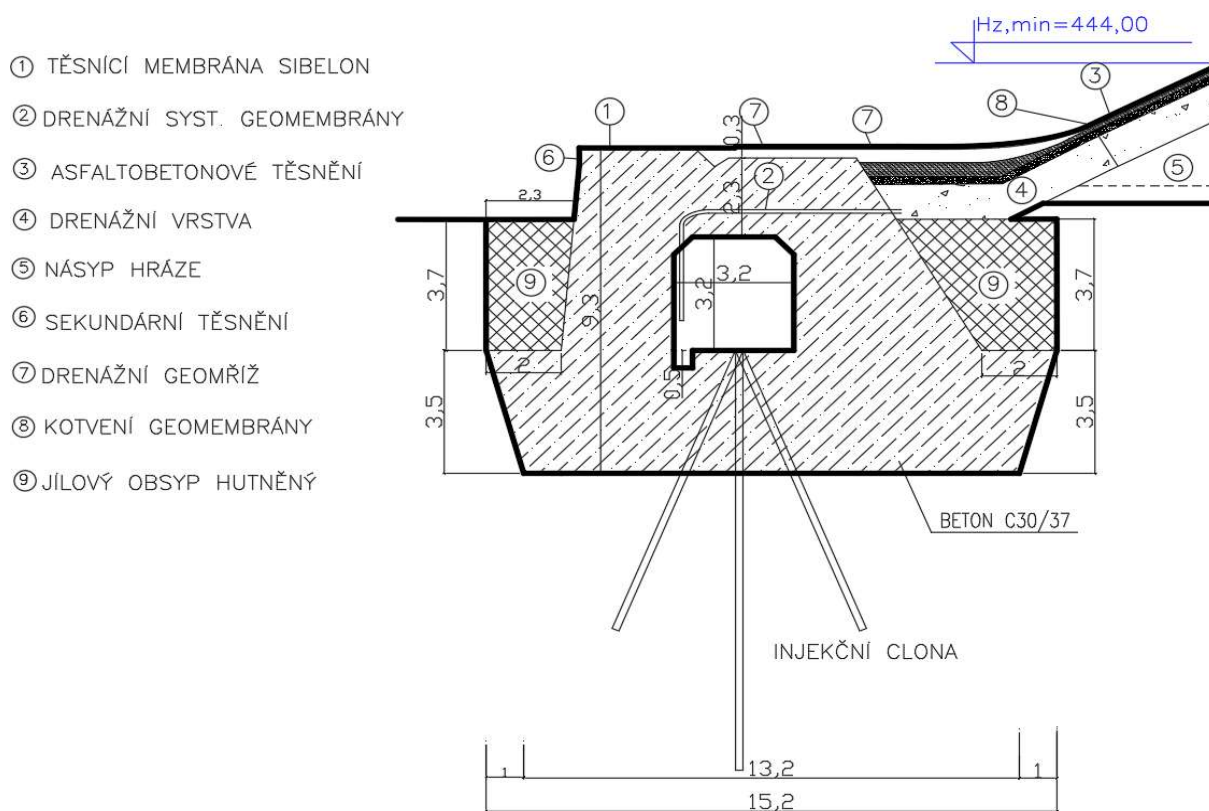 Hz,min=444,00
① TĚSNÍCÍ MEMBRÁNA SIBELON
② DRENÁŽNÍ SYST. GEOMEMBRÁNY
③ ASFALTOBETONOVÉ TĚSNĚNÍ
④ DRENÁŽNÍ VRSTVA
⑤ NÁSYP HRÁZE
⑥ SEKUNDÁRNÍ TĚSNĚNÍ
⑦ DRENÁŽNÍ GEOMŘÍŽ
⑧ KOTVENÍ GEOMEMBRÁNY
⑨ JÍLOVÝ OBSYP HUTNĚNÝ
① ⑦ ⑦ ⑧ ③
0,3
⑥ ② ④ ⑤
2,3
2,3
⑨ ⑨
3,7
9,3
3,2
3,2
3,7
2
2
0,5
3,5
3,5
BETON C30/37
INJEKČNÍ CLONA
1
13,2
1
15,2